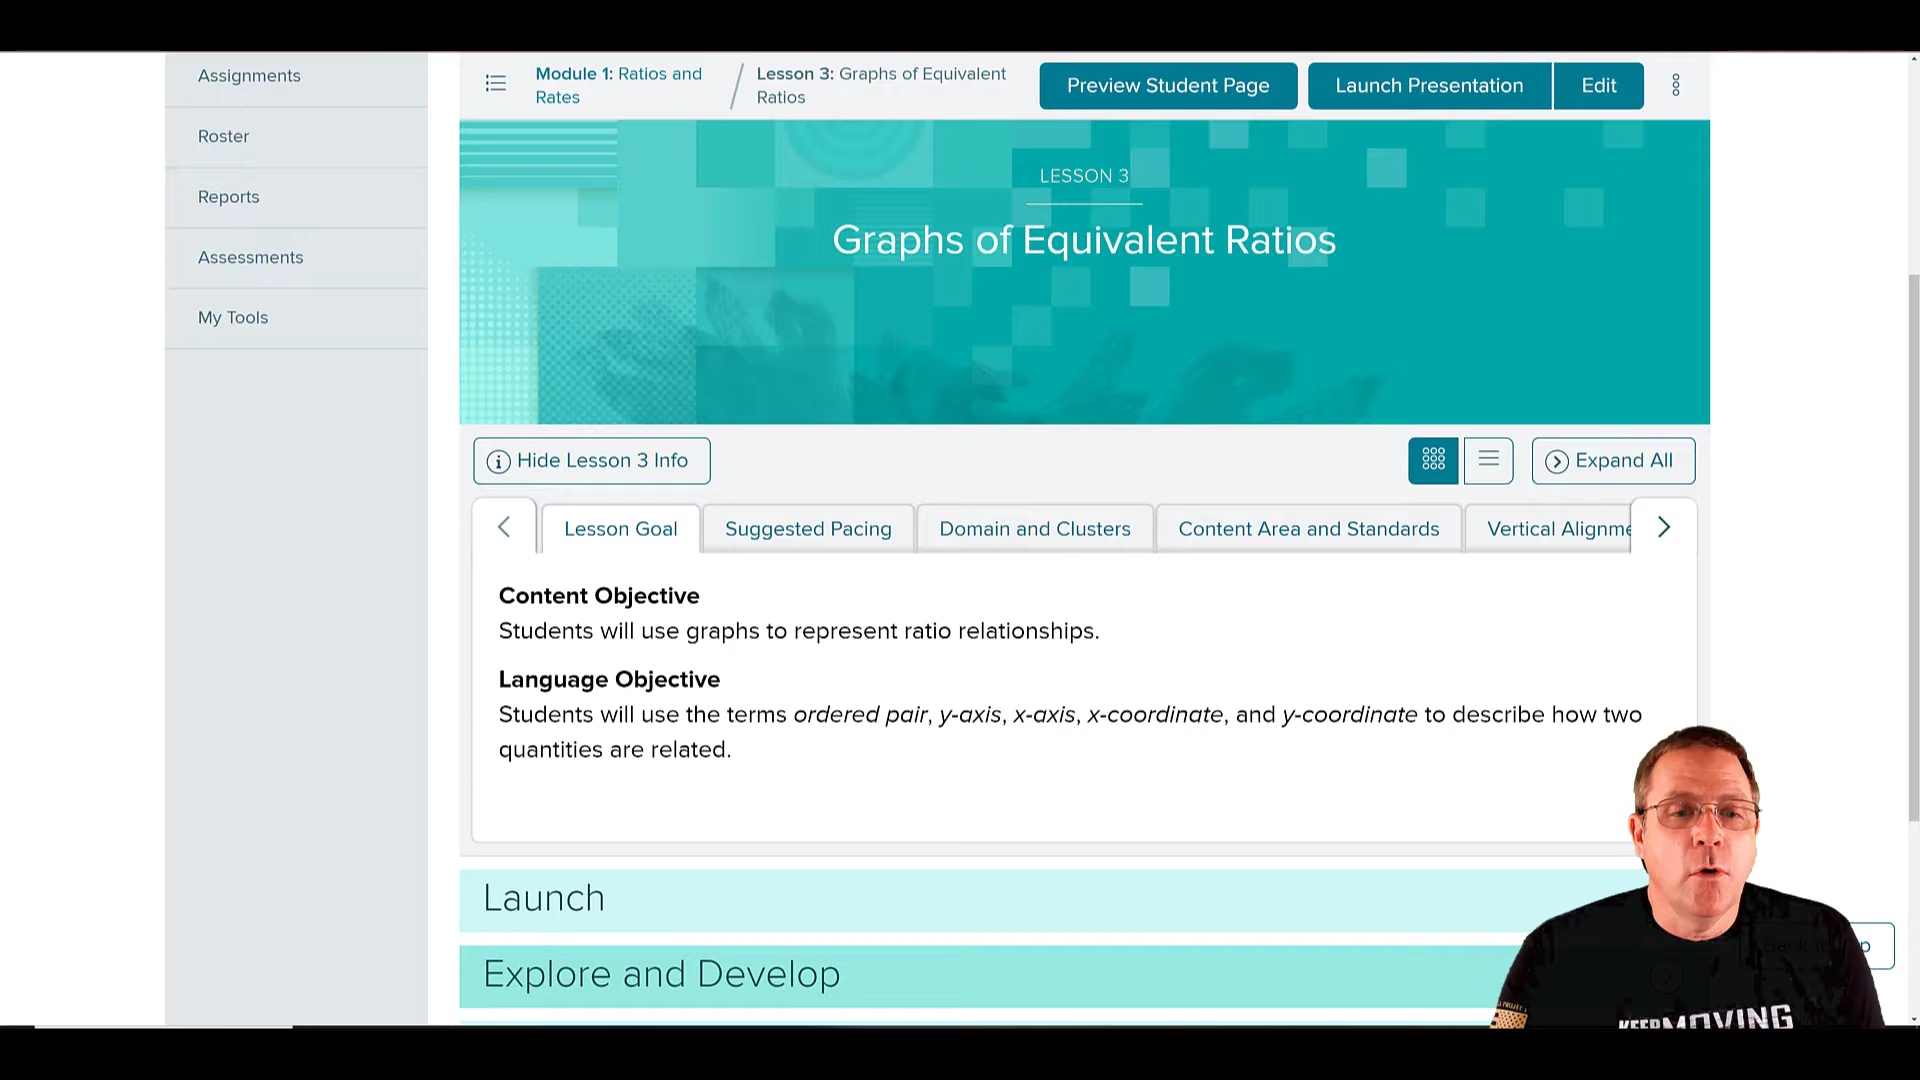 Assignments
Roster
Reports
Assessments
My Tools
Module 1: Ratios and
Rates
Lesson 3: Graphs of Equivalent
Ratios
Preview Student Page
Launch Presentation
Edit
LESSON 3
Graphs of Equivalent Ratios
Hide Lesson 3 Info
Expand All
Lesson Goal
Suggested Pacing
Domain and Clusters
Content Area and Standards
Vertical Alignme
Content Objective
Students will use graphs to represent ratio relationships.
Language Objective
Students will use the terms ordered pair, y-axis, x-axis, x-coordinate, and y-coordinate to describe how two
quantities are related.
Launch
Explore and Develop
KEEP MOVING